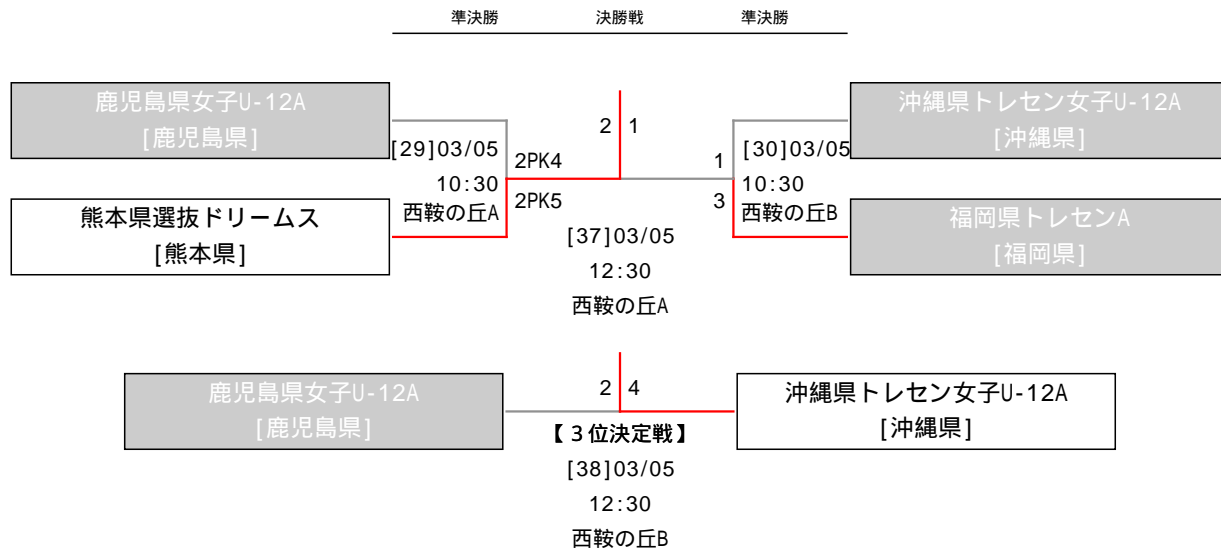 準決勝 決勝戦 準決勝
鹿児島県女子U-12A
[鹿児島県]
沖縄県トレセン女子U-12A
[沖縄県]
2 1
[29]03/05
10:30
西鞍の丘A
2PK4
2PK5
1
3
[30]03/05
10:30
西鞍の丘B
熊本県選抜ドリームス
[熊本県]
福岡県トレセンA
[福岡県]
[37]03/05
12:30
西鞍の丘A
鹿児島県女子U-12A
[鹿児島県]
2 4
沖縄県トレセン女子U-12A
[沖縄県]
【3位決定戦】
[38]03/05
12:30
西鞍の丘B